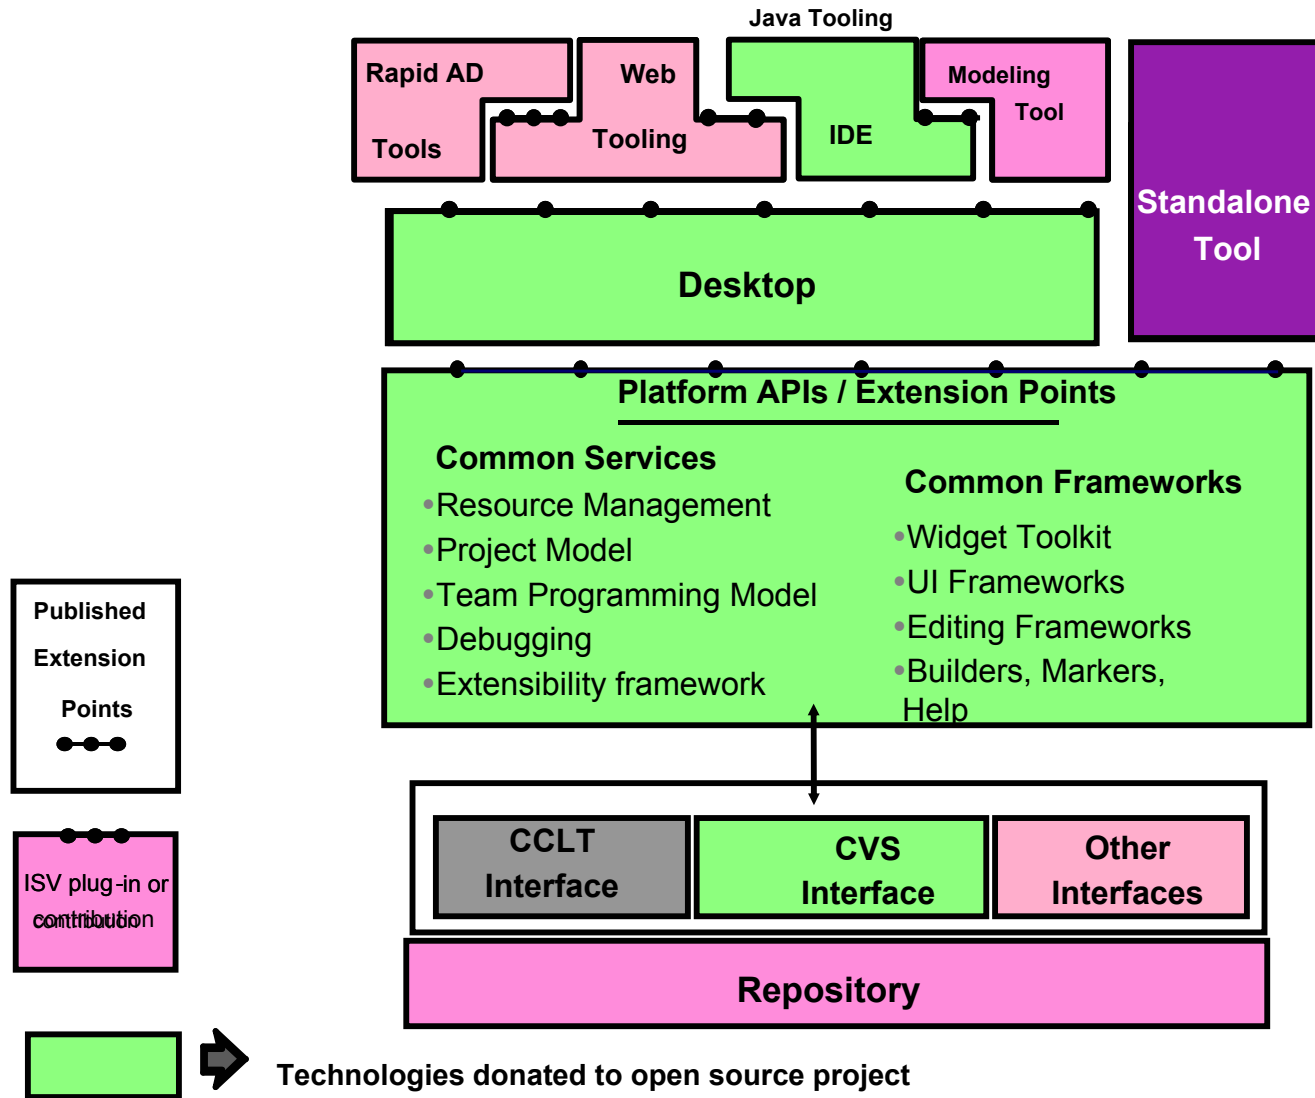 Java Tooling
Rapid AD
Tools
Web
Tooling
IDE
Modeling
Tool
Standalone
Tool
Desktop
Platform APIs / Extension Points
Common Services
•Resource Management
•Project Model
•Team Programming Model
•Debugging
•Extensibility framework
Common Frameworks
•Widget Toolkit
•UI Frameworks
•Editing Frameworks
•Builders, Markers,
Help
Published
Extension
Points
ISV plug-in or
contribution
CCLT
Interface
CVS
Interface
Other
Interfaces
Repository
Technologies donated to open source project